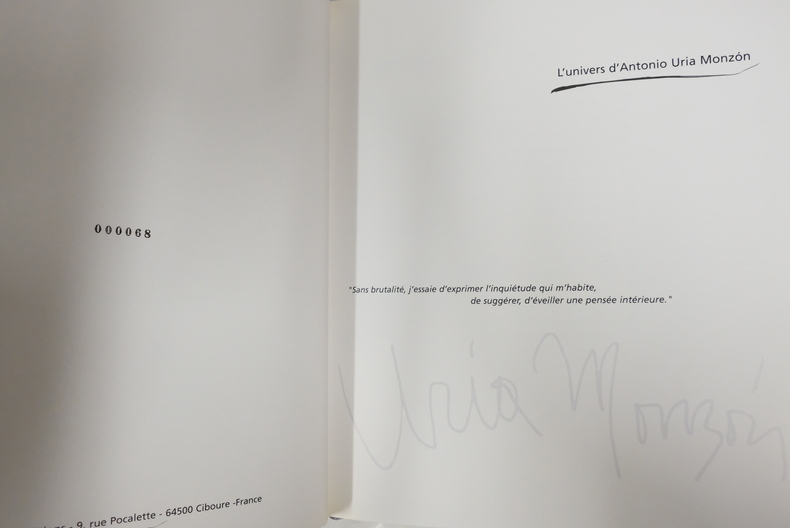 000068
- 9, rue Pocalette - 64500 Ciboure -France
L'univers d'Antonio Uria Monzón
"Sans brutalité, j'essaie d'exprimer l'inquiétude qui m'habite,
de suggérer, d'éveiller une pensée intérieure."
Uria Monzón